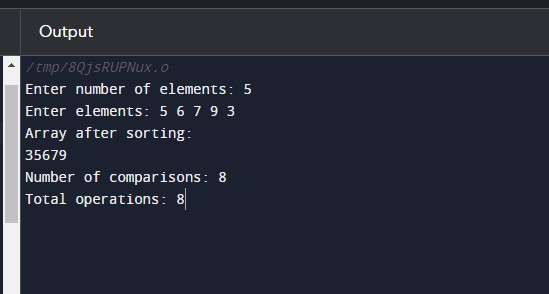 Output
/tmp/8QjsRUPNux.o
Enter number of elements: 5
Enter elements: 5 6 7 9 3
Array after sorting:
35679
Number of comparisons: 8
Total operations: 8